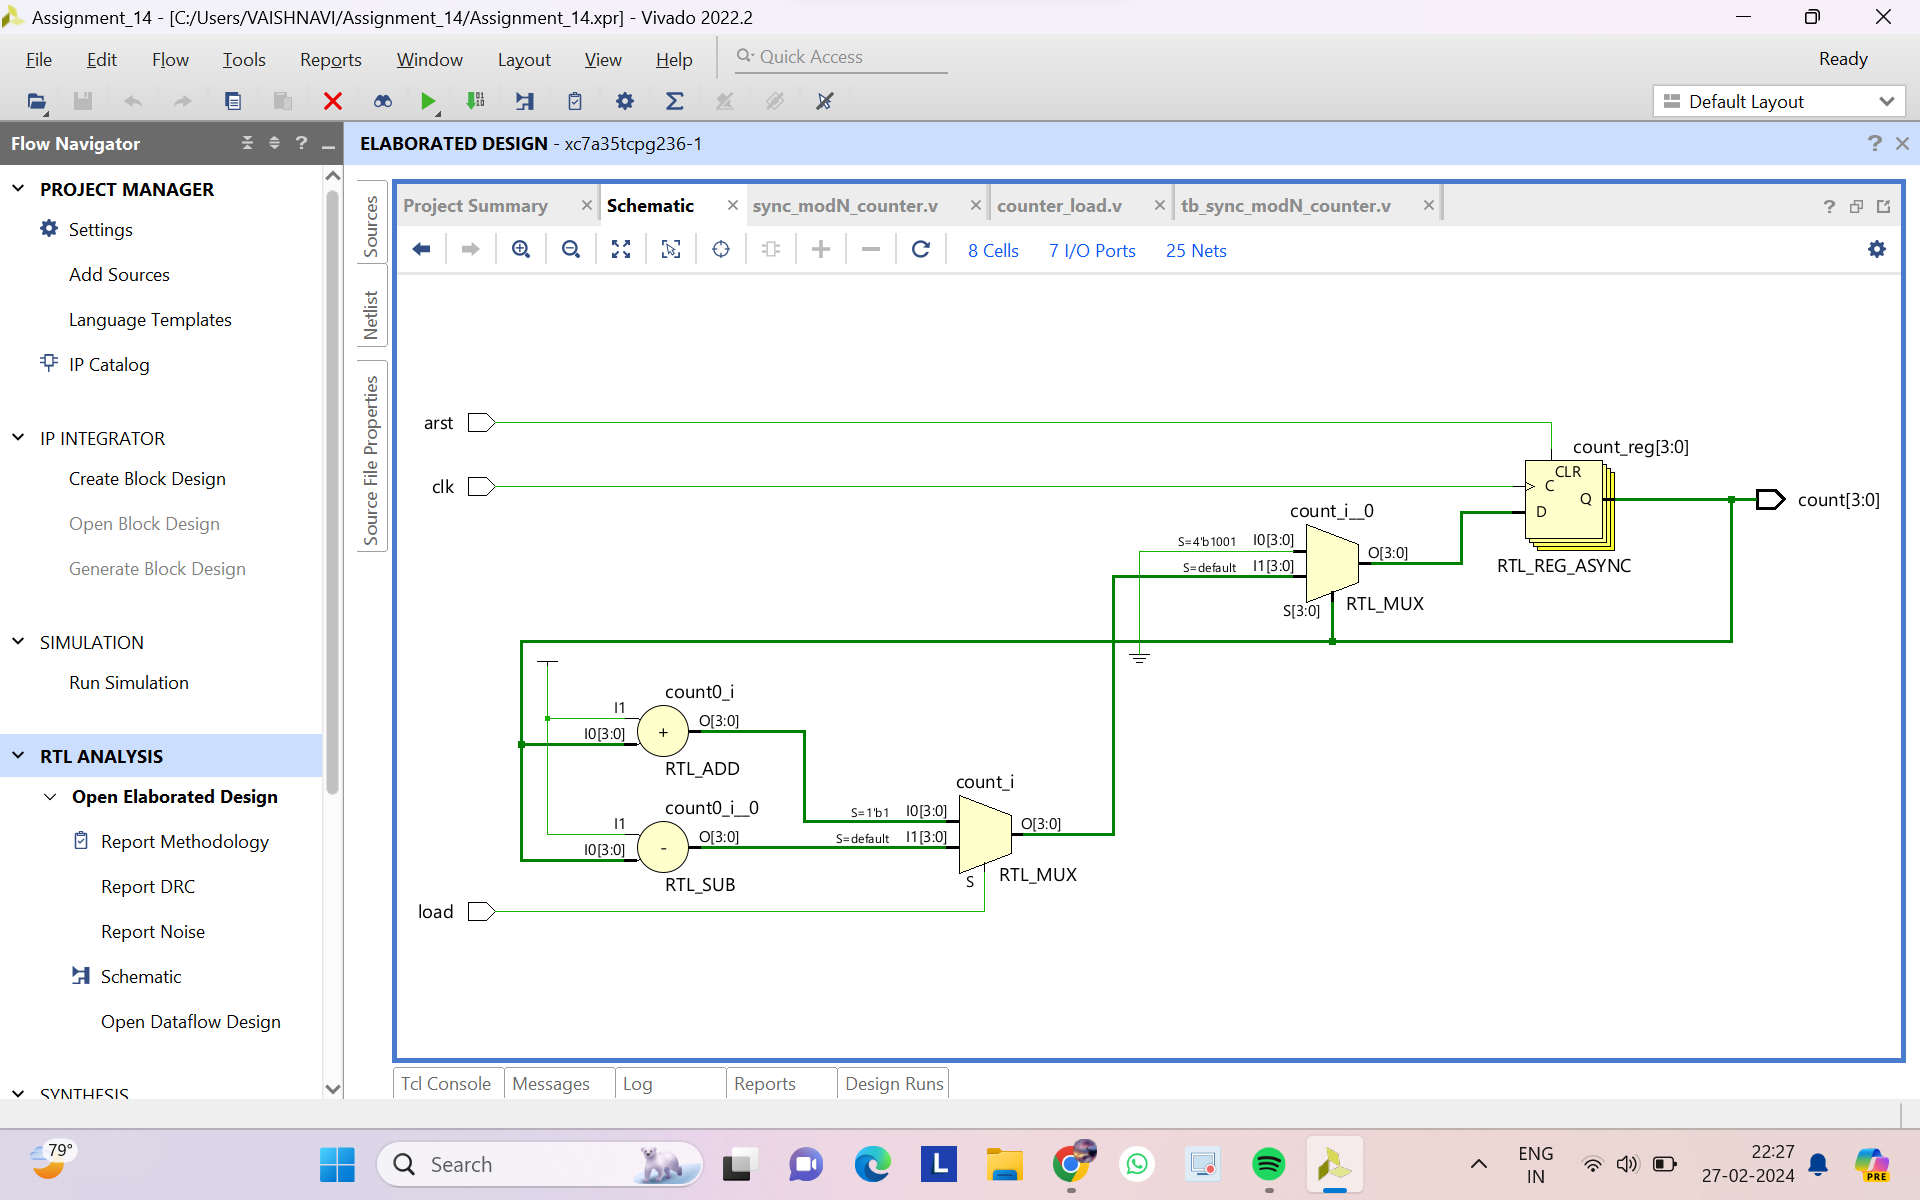 Assignment_14 - [C:/Users/VAISHNAVI/Assignment_14/Assignment_14.xpr] - Vivado 2022.2
File Edit Flow Tools Reports Window Layout View Help Quick Access
Ready
Default Layout
Flow Navigator
ELABORATED DESIGN - xc7a35tcpg236-1
PROJECT MANAGER
Settings
Add Sources
Language Templates
IP Catalog
IP INTEGRATOR
Create Block Design
Open Block Design
Generate Block Design
SIMULATION
Run Simulation
RTL ANALYSIS
Open Elaborated Design
Report Methodology
Report DRC
Report Noise
Schematic
Open Dataflow Design
SYNTHESIS
Sources
Netlist
Source File Properties
Project Summary Schematic sync_modN_counter.v counter_load.v tb_sync_modN_counter.v
8 Cells 7 I/O Ports 25 Nets
arst
clk
count_reg[3:0]
CLR
C
Q
D
RTL_REG_ASYNC
count[3:0]
count_i__0
S=4'b1001 I0[3:0]
S=default I1[3:0]
O[3:0]
S[3:0]
RTL_MUX
count0_i
I1
I0[3:0]
+
O[3:0]
RTL_ADD
count0_i__0
I1
I0[3:0]
-
O[3:0]
RTL_SUB
count_i
S=1'b1 I0[3:0]
S=default I1[3:0]
O[3:0]
S
RTL_MUX
load
Tcl Console Messages Log Reports Design Runs
79°
Search
L
ENG
IN
22:27
27-02-2024
PRE